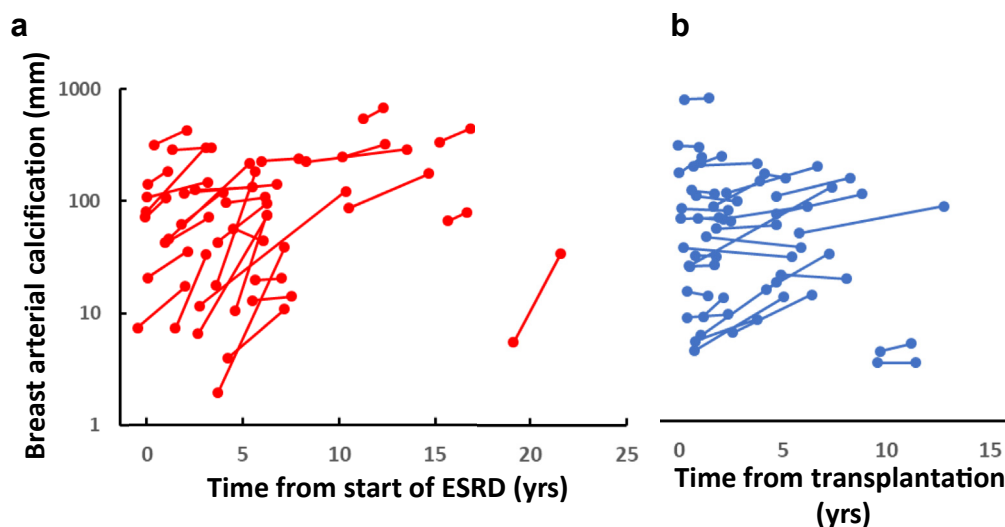 a
b
Breast arterial calcification (mm)
1000
100
10
1
0 5 10 15 20 25
Time from start of ESRD (yrs)
0 5 10 15
Time from transplantation
(yrs)